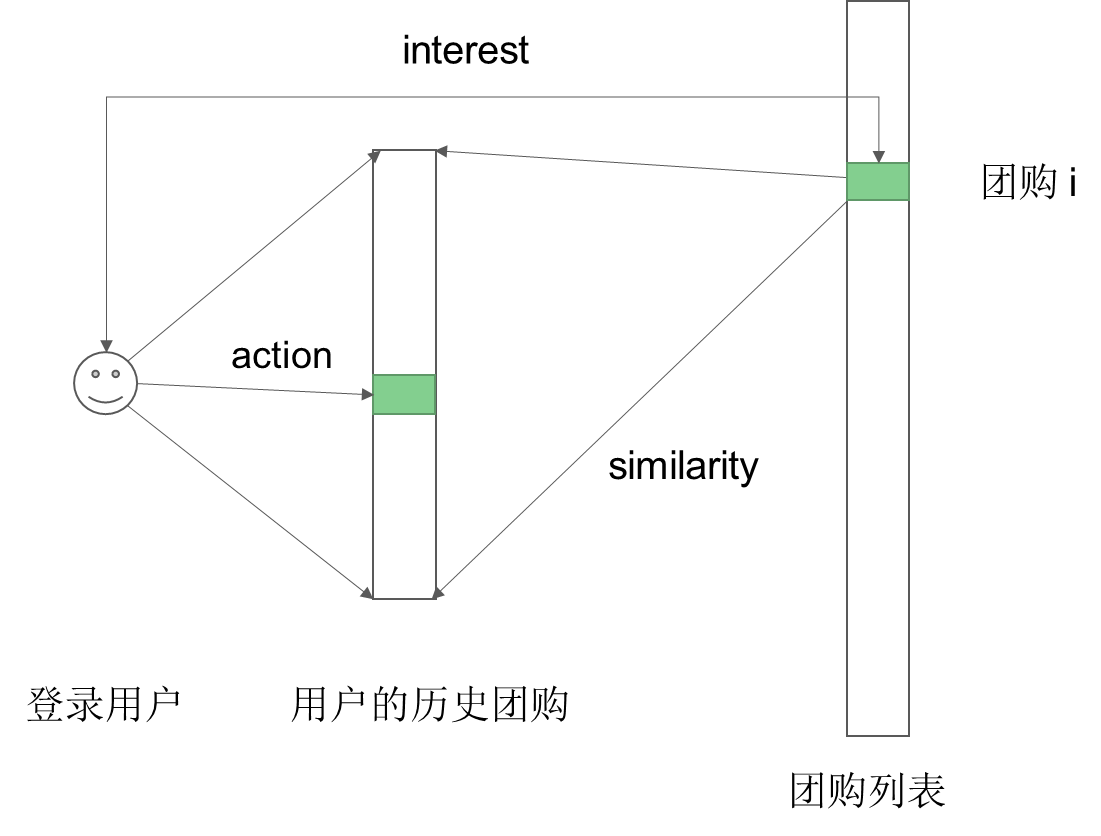 interest
团购 i
action
similarity
登录用户
用户的历史团购
团购列表